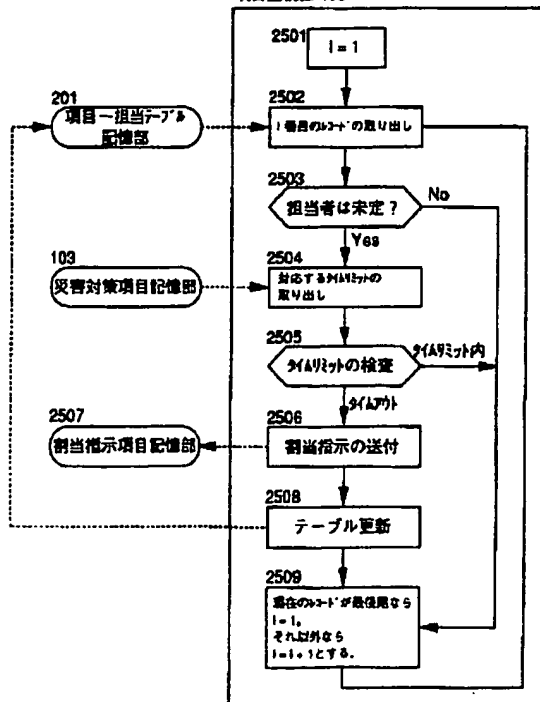 2501
I = 1
201
項目〜担当テーブル
記憶部
2502
I番目のレコードの取り出し
2503
担当者は未定？
No
Yes
103
災害対策項目記憶部
2504
対応するタイムリミットの
取り出し
2505
タイムリミットの検査
タイムリミット内
タイムアウト
2507
割当指示項目記憶部
2506
割当指示の送付
2508
テーブル更新
2509
現在のレコードが最後尾なら
I=1。
それ以外なら
I=I+1とする。